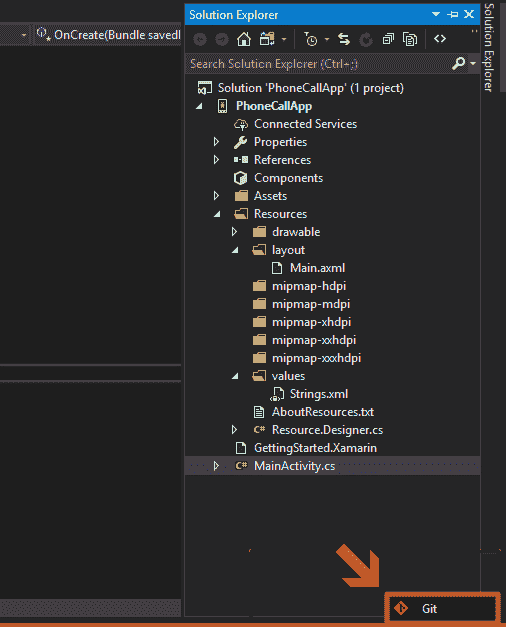 OnCreate(Bundle savedI
Solution Explorer
Search Solution Explorer (Ctrl+;)
Solution 'PhoneCallApp' (1 project)
PhoneCallApp
Connected Services
Properties
References
Components
Assets
Resources
drawable
layout
Main.axml
mipmap-hdpi
mipmap-mdpi
mipmap-xhdpi
mipmap-xxhdpi
mipmap-xxxhdpi
values
Strings.xml
AboutResources.txt
C# Resource.Designer.cs
GettingStarted.Xamarin
C# MainActivity.cs
Git
Solution Explorer